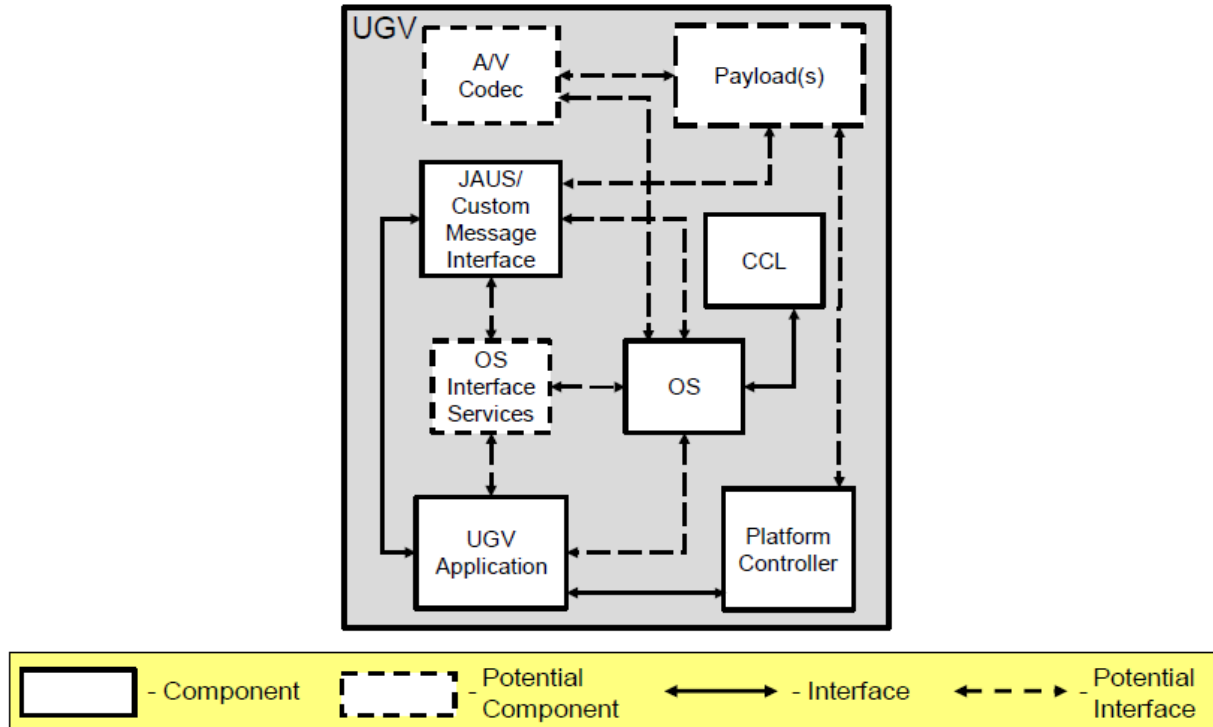 UGV
A/V
Codec
Payload(s)
JAUS/
Custom
Message
Interface
CCL
OS
Interface
Services
OS
UGV
Application
Platform
Controller
- Component
- Potential
Component
- Interface
- Potential
Interface